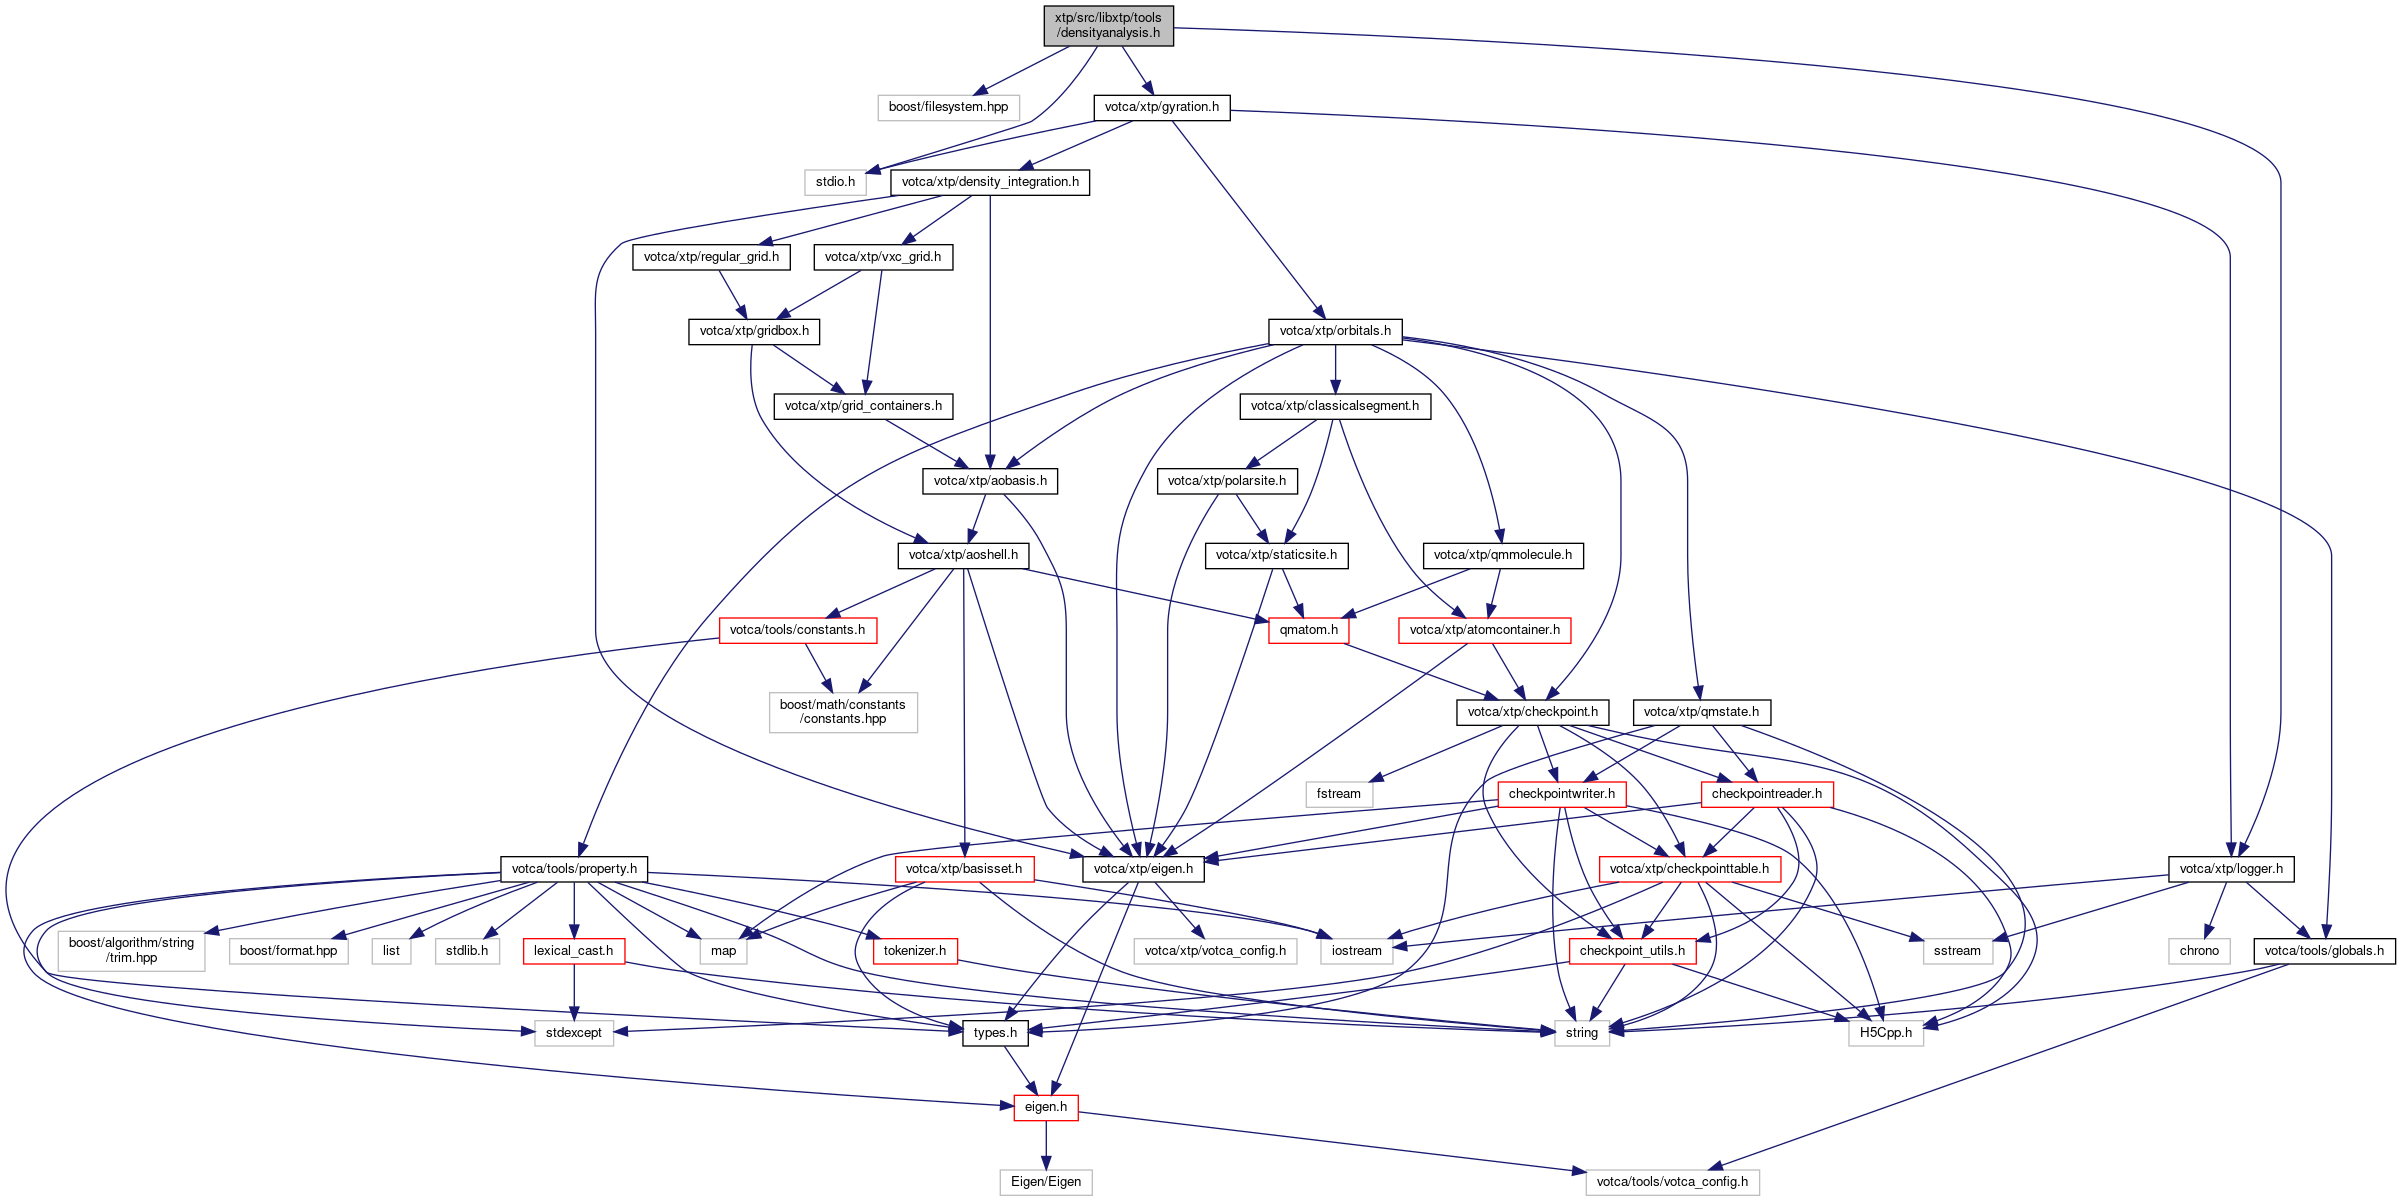 xtp/src/libxtp/tools
/densityanalysis.h
boost/filesystem.hpp
votca/xtp/gyration.h
stdio.h
votca/xtp/density_integration.h
votca/xtp/regular_grid.h
votca/xtp/vxc_grid.h
votca/xtp/gridbox.h
votca/xtp/orbitals.h
votca/xtp/grid_containers.h
votca/xtp/classicalsegment.h
votca/xtp/aobasis.h
votca/xtp/polarsite.h
votca/xtp/aoshell.h
votca/xtp/staticsite.h
votca/xtp/qmmolecule.h
votca/tools/constants.h
qmatom.h
votca/xtp/atomcontainer.h
boost/math/constants
/constants.hpp
votca/xtp/checkpoint.h
votca/xtp/qmstate.h
fstream
checkpointwriter.h
checkpointreader.h
votca/tools/property.h
votca/xtp/basisset.h
votca/xtp/eigen.h
votca/xtp/checkpointtable.h
votca/xtp/logger.h
boost/algorithm/string
/trim.hpp
boost/format.hpp
list
stdlib.h
lexical_cast.h
map
tokenizer.h
votca/xtp/votca_config.h
iostream
checkpoint_utils.h
sstream
chrono
votca/tools/globals.h
stdexcept
types.h
string
H5Cpp.h
eigen.h
Eigen/Eigen
votca/tools/votca_config.h